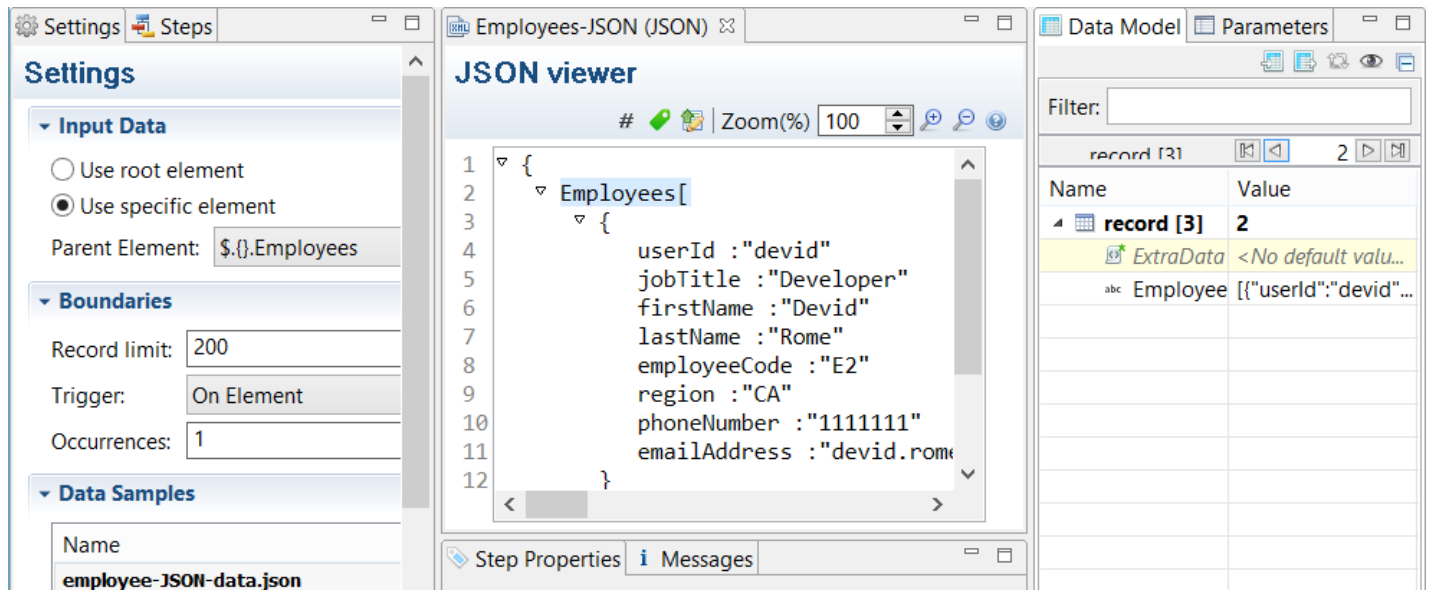 Settings
Steps
Settings
Input Data
Use root element
Use specific element
Parent Element: $.{}.Employees
Boundaries
Record limit: 200
Trigger: On Element
Occurrences: 1
Data Samples
Name
employee-JSON-data.json
Employees-JSON (JSON)
JSON viewer
# Zoom(%) 100
1 {
2 Employees[
3 {
4 userId :"devid"
5 jobTitle :"Developer"
6 firstName :"Devid"
7 lastName :"Rome"
8 employeeCode :"E2"
9 region :"CA"
10 phoneNumber :"1111111"
11 emailAddress :"devid.rome
12 }
Step Properties
i Messages
Data Model
Parameters
Filter:
record [3] 2
Name Value
record [3] 2
ExtraData <No default valu...
abc Employee [{"userId":"devid"...